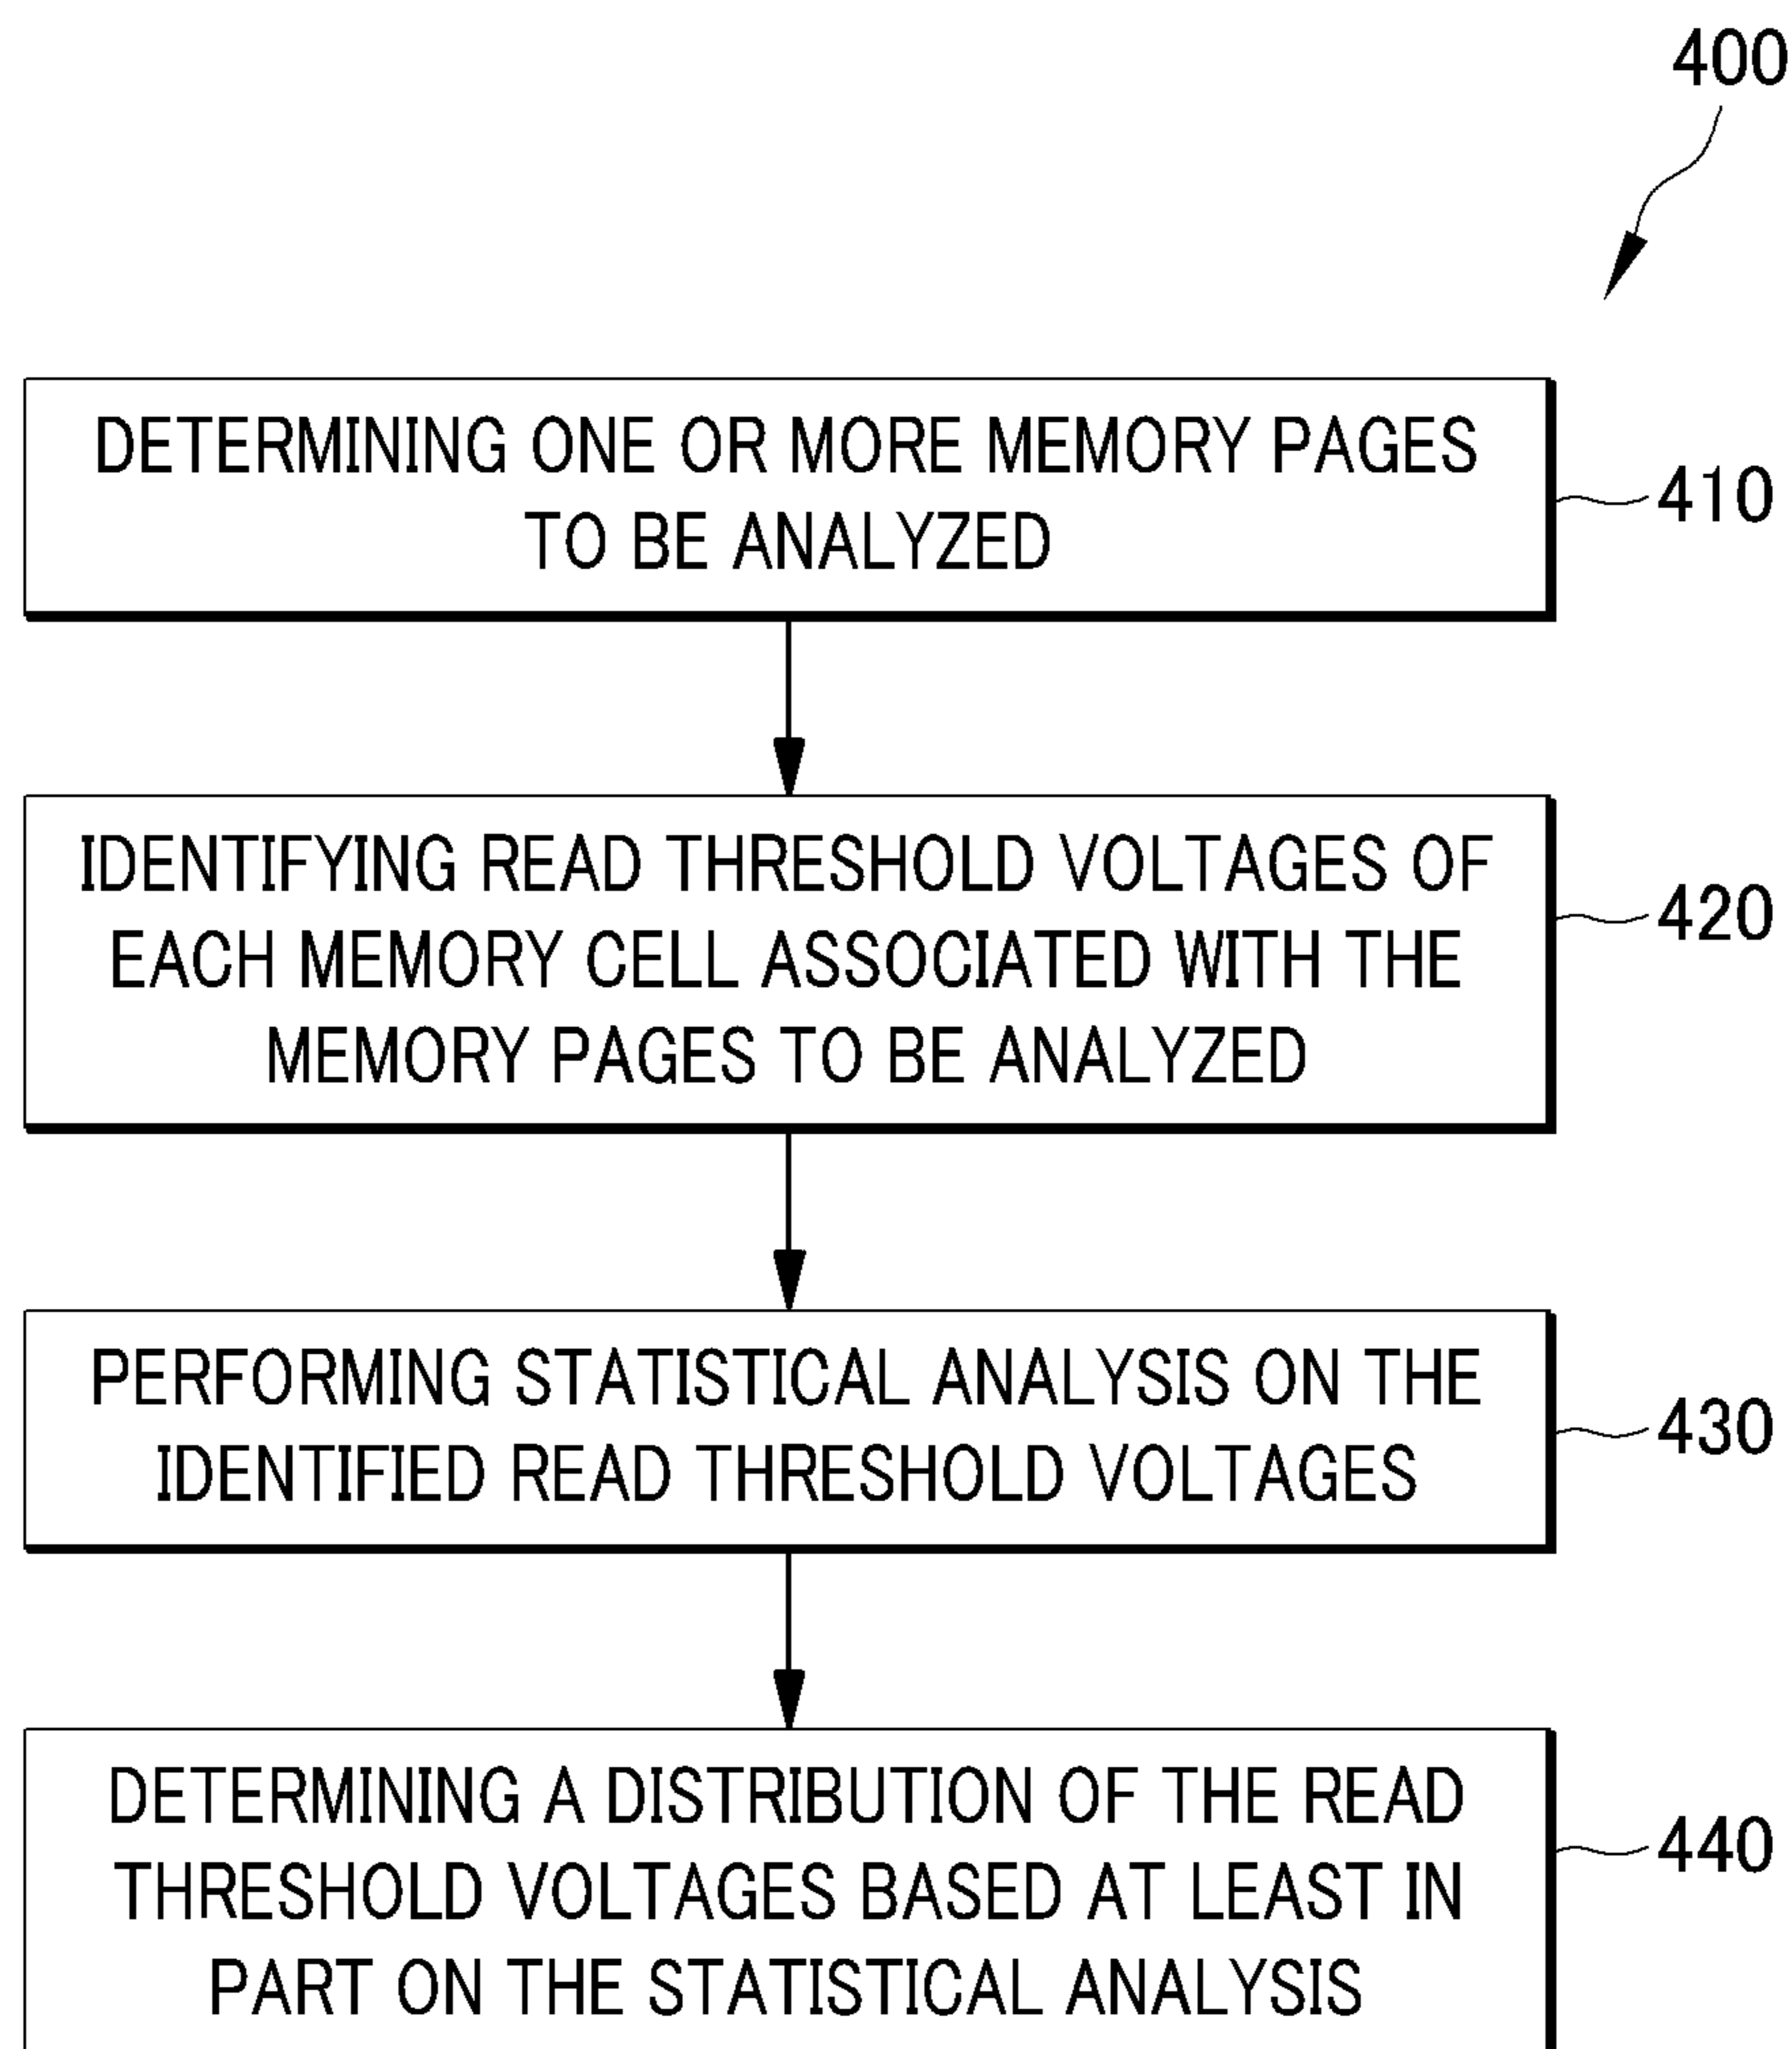 400
DETERMINING ONE OR MORE MEMORY PAGES
TO BE ANALYZED
410
IDENTIFYING READ THRESHOLD VOLTAGES OF
EACH MEMORY CELL ASSOCIATED WITH THE
MEMORY PAGES TO BE ANALYZED
420
PERFORMING STATISTICAL ANALYSIS ON THE
IDENTIFIED READ THRESHOLD VOLTAGES
430
DETERMINING A DISTRIBUTION OF THE READ
THRESHOLD VOLTAGES BASED AT LEAST IN
PART ON THE STATISTICAL ANALYSIS
440